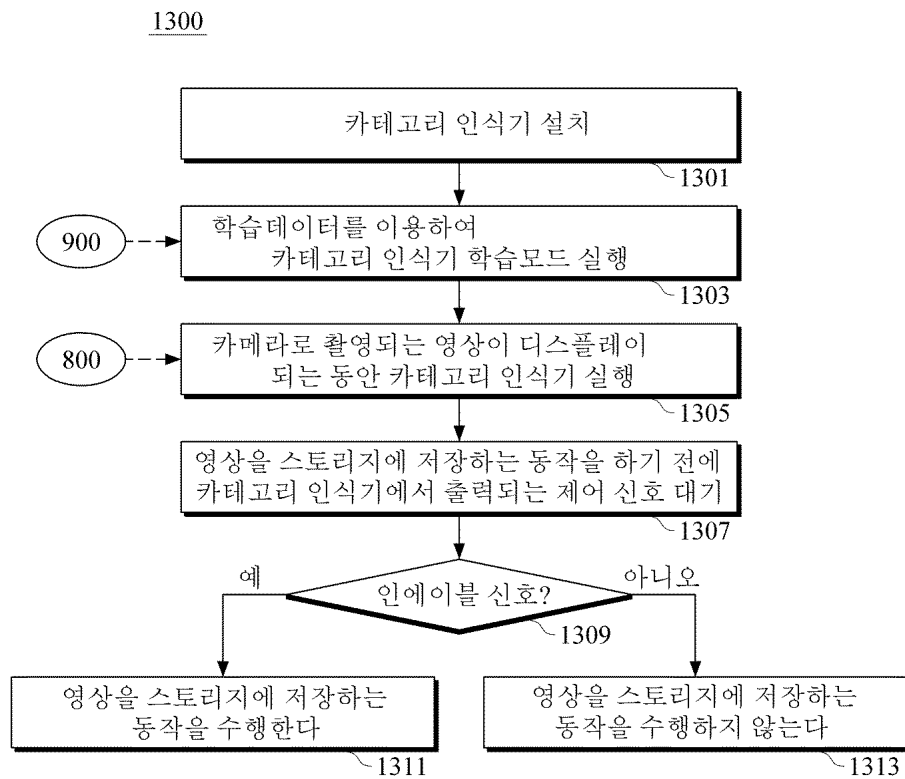 1300
카테고리 인식기 설치
1301
900
학습데이터를 이용하여
카테고리 인식기 학습모드 실행
1303
800
카메라로 촬영되는 영상이 디스플레이
되는 동안 카테고리 인식기 실행
1305
영상을 스토리지에 저장하는 동작을 하기 전에
카테고리 인식기에서 출력되는 제어 신호 대기
1307
예
인에이블 신호?
아니오
1309
영상을 스토리지에 저장하는
동작을 수행한다
1311
영상을 스토리지에 저장하는
동작을 수행하지 않는다
1313